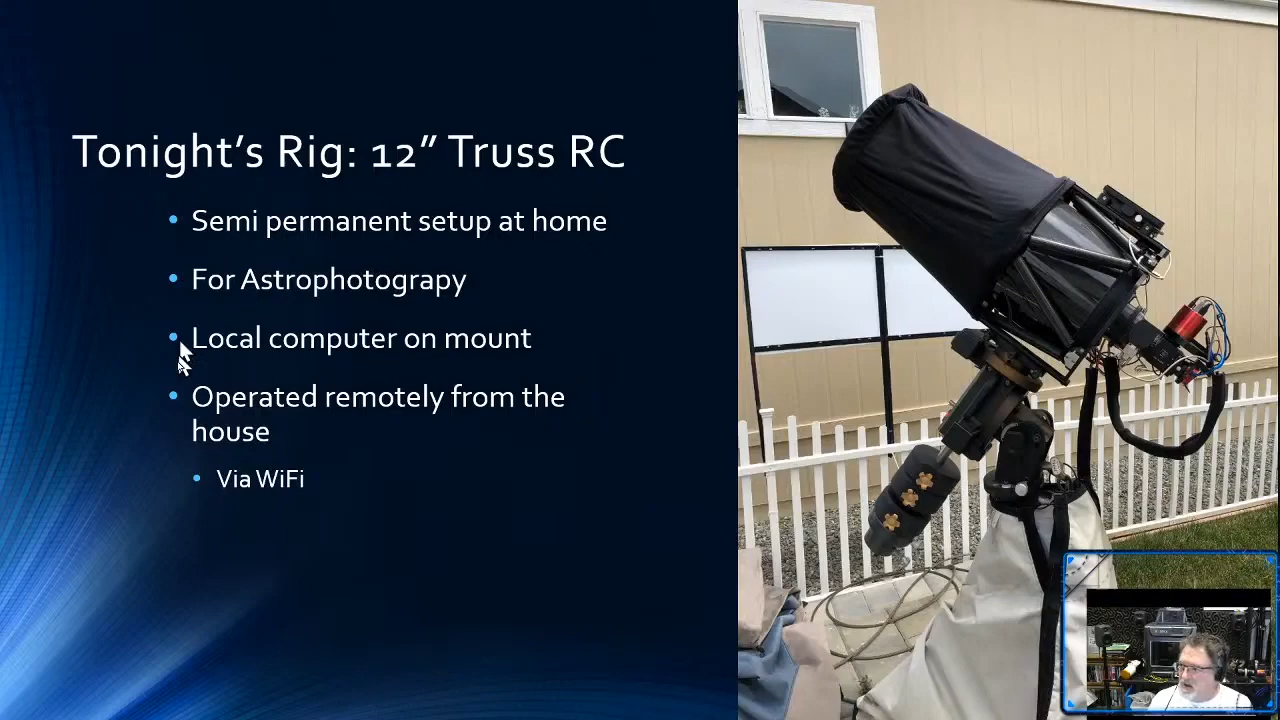 Tonight’s Rig: 12” Truss RC
• Semi permanent setup at home
• For Astrophotograpy
• Local computer on mount
• Operated remotely from the
house
• Via WiFi